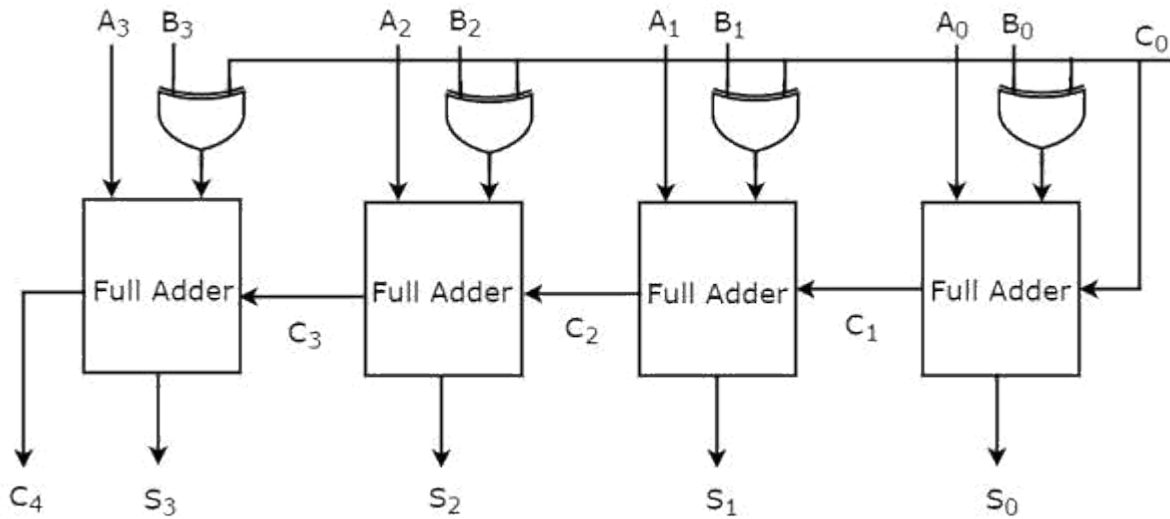 A₃ B₃ A₂ B₂ A₁ B₁ A₀ B₀ C₀
Full Adder Full Adder Full Adder Full Adder
C₃ C₂ C₁
C₄ S₃ S₂ S₁ S₀